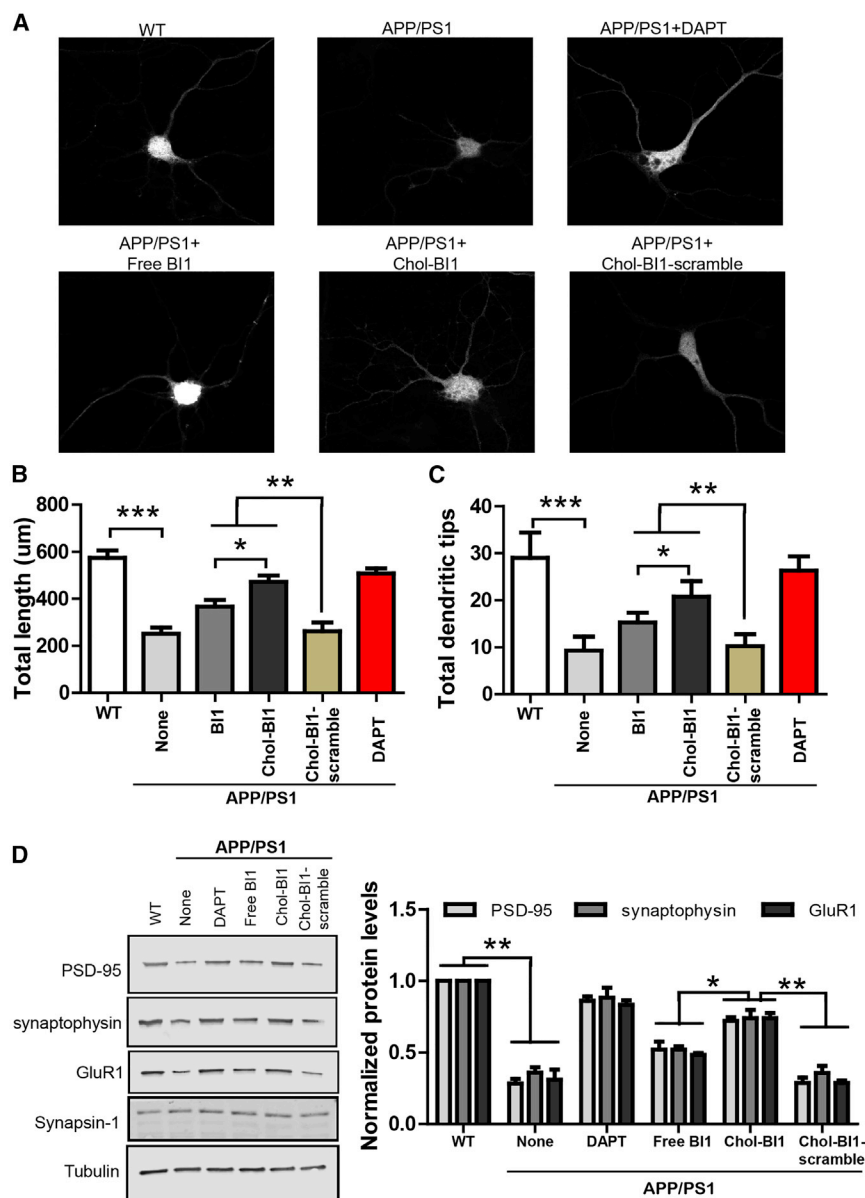 A
WT
APP/PS1
APP/PS1+DAPT
APP/PS1+
Free BI1
APP/PS1+
Chol-BI1
APP/PS1+
Chol-BI1-scramble
B
Total length (um)
800
600
400
200
0
***
*
**
WT
None
BI1
Chol-BI1
Chol-BI1-
scramble
DAPT
APP/PS1
C
Total dendritic tips
40
30
20
10
0
***
*
**
WT
None
BI1
Chol-BI1
Chol-BI1-
scramble
DAPT
APP/PS1
D
APP/PS1
WT
None
DAPT
Free BI1
Chol-BI1
Chol-BI1-
scramble
PSD-95
synaptophysin
GluR1
Synapsin-1
Tubulin
Normalized protein levels
1.5
1.0
0.5
0.0
PSD-95 synaptophysin GluR1
**
*
**
WT
None
DAPT
Free BI1
Chol-BI1
Chol-BI1-
scramble
APP/PS1